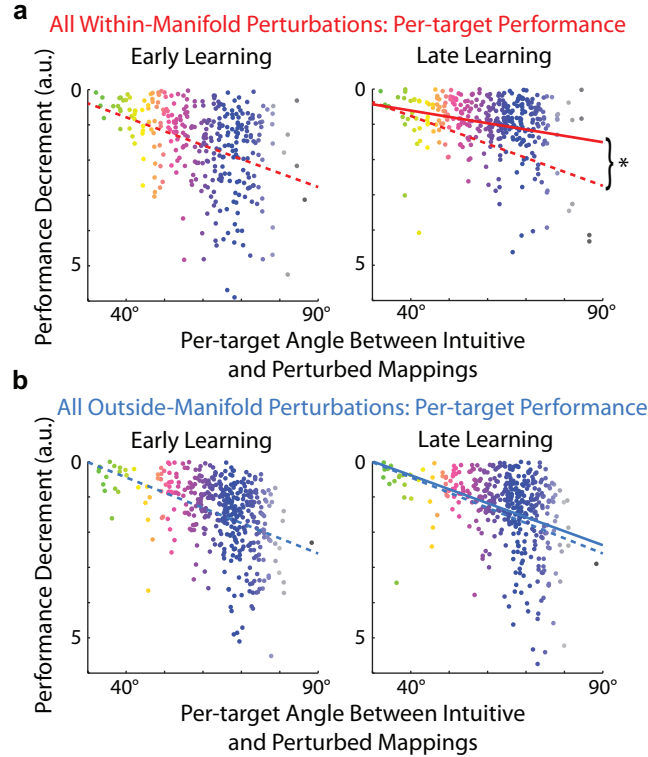 a
All Within-Manifold Perturbations: Per-target Performance
Early Learning
Late Learning
Performance Decrement (a.u.)
0
5
0
5
*
40°
90°
40°
90°
Per-target Angle Between Intuitive
and Perturbed Mappings
b
All Outside-Manifold Perturbations: Per-target Performance
Early Learning
Late Learning
Performance Decrement (a.u.)
0
5
0
5
40°
90°
40°
90°
Per-target Angle Between Intuitive
and Perturbed Mappings